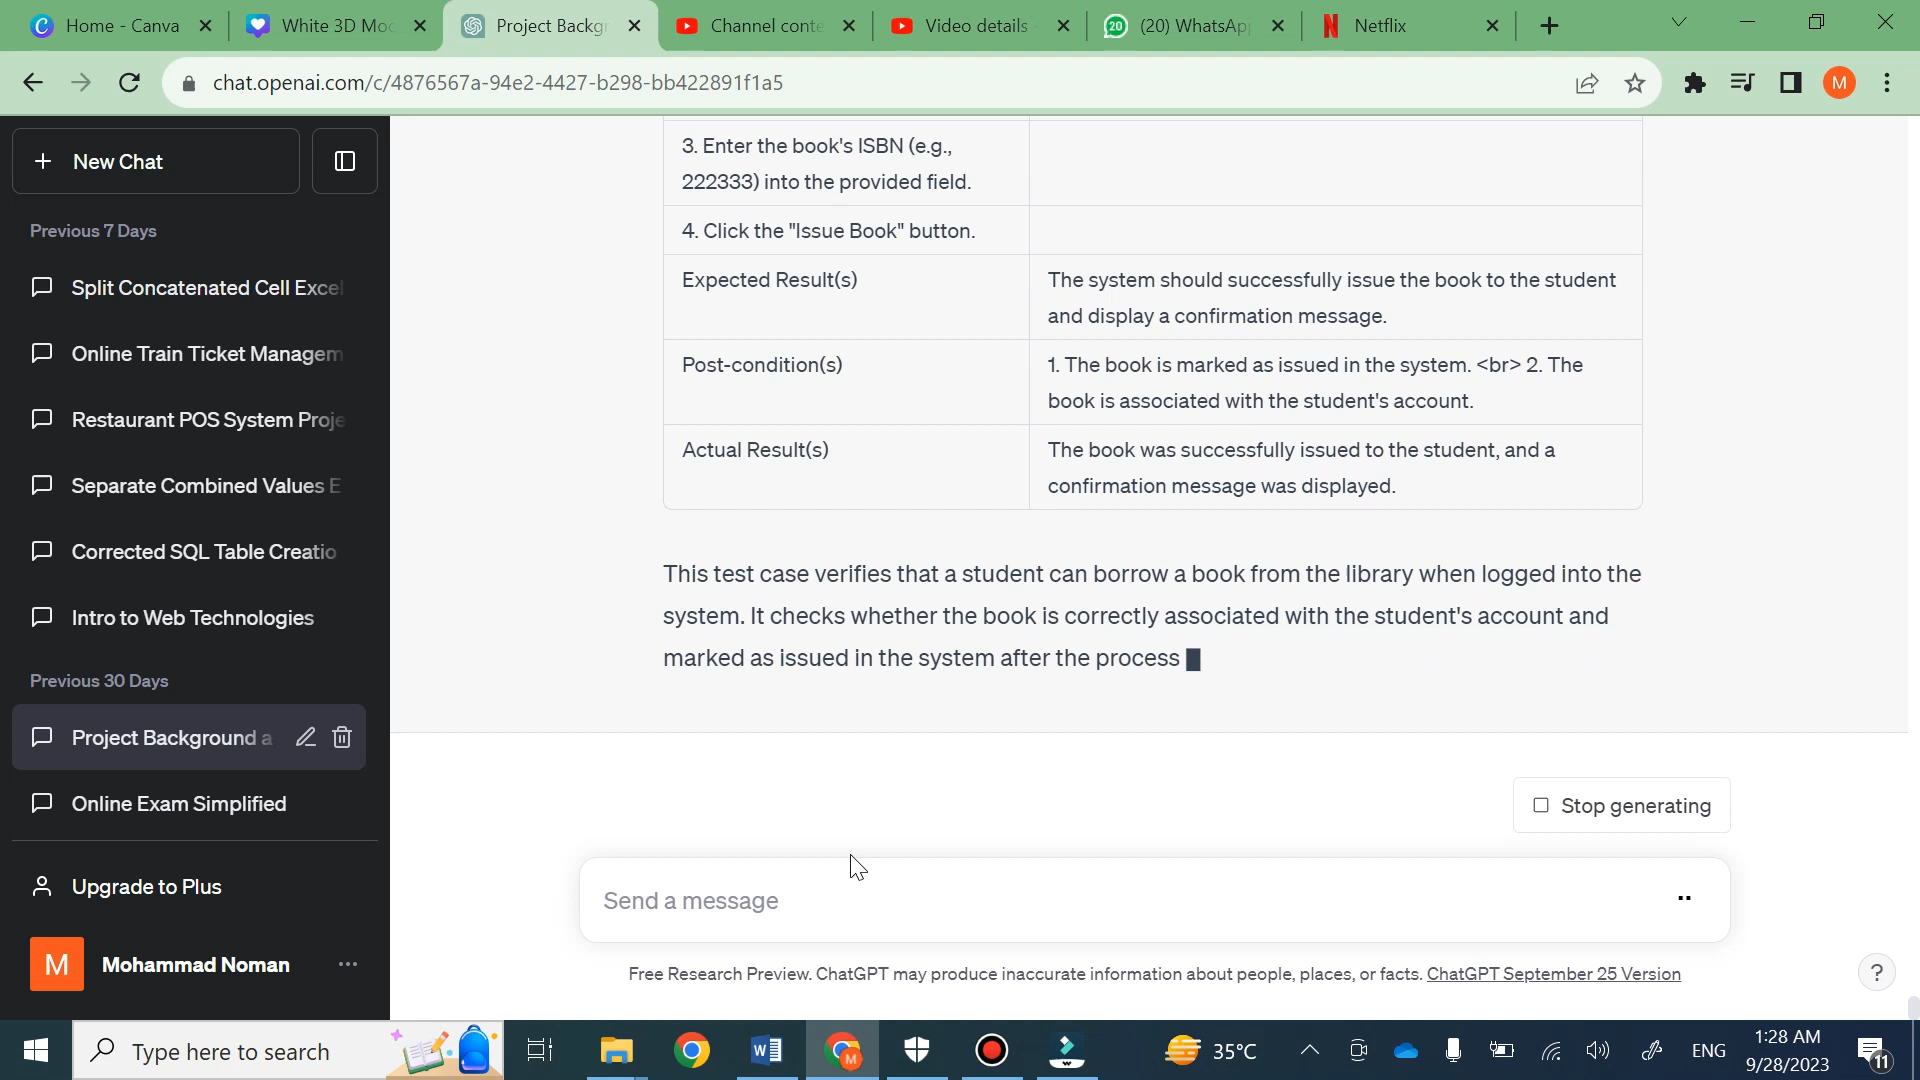 Home - Canva
White 3D Moc
Project Backgr
Channel conte
Video details
(20) WhatsAp
Netflix
chat.openai.com/c/4876567a-94e2-4427-b298-bb422891f1a5
M
New Chat
Previous 7 Days
Split Concatenated Cell Excel
Online Train Ticket Managem
Restaurant POS System Proje
Separate Combined Values E
Corrected SQL Table Creatio
Intro to Web Technologies
Previous 30 Days
Project Background a
Online Exam Simplified
Upgrade to Plus
M Mohammad Noman
3. Enter the book's ISBN (e.g.,
222333) into the provided field.
4. Click the "Issue Book" button.
Expected Result(s)
The system should successfully issue the book to the student
and display a confirmation message.
Post-condition(s)
1. The book is marked as issued in the system. <br> 2. The
book is associated with the student's account.
Actual Result(s)
The book was successfully issued to the student, and a
confirmation message was displayed.
This test case verifies that a student can borrow a book from the library when logged into the
system. It checks whether the book is correctly associated with the student's account and
marked as issued in the system after the process
Stop generating
Send a message
Free Research Preview. ChatGPT may produce inaccurate information about people, places, or facts. ChatGPT September 25 Version
?
Type here to search
35°C
ENG
1:28 AM
9/28/2023
11